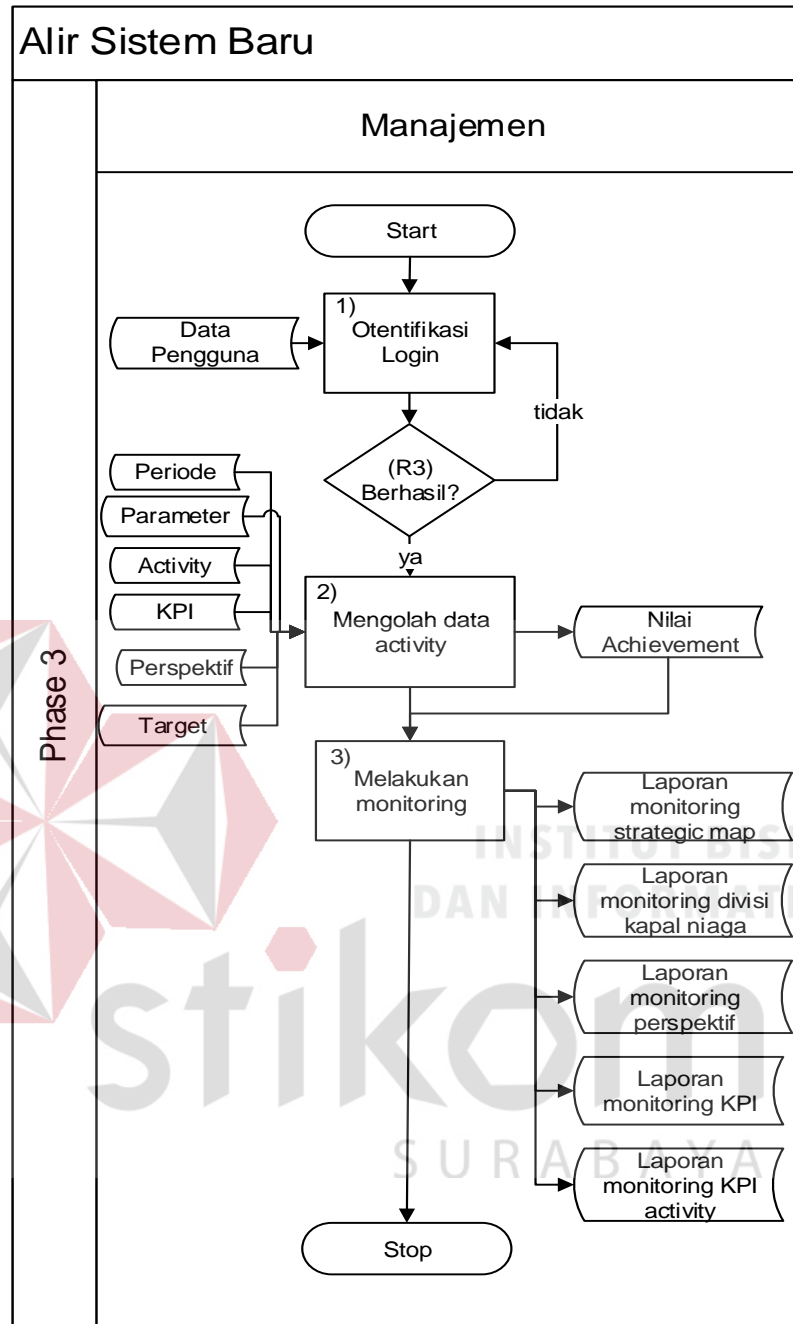 Alir Sistem Baru
Manajemen
Phase 3
Start
1)
Otentifikasi
Login
Data
Pengguna
tidak
(R3)
Berhasil?
ya
Periode
Parameter
Activity
KPI
Perspektif
Target
2)
Mengolah data
activity
Nilai
Achievement
3)
Melakukan
monitoring
Laporan
monitoring
strategic map
Laporan
monitoring divisi
kapal niaga
Laporan
monitoring
perspektif
Laporan
monitoring KPI
Laporan
monitoring KPI
activity
Stop
INSTITUT BIS
DAN INFORMAT
stikom
SURABAYA